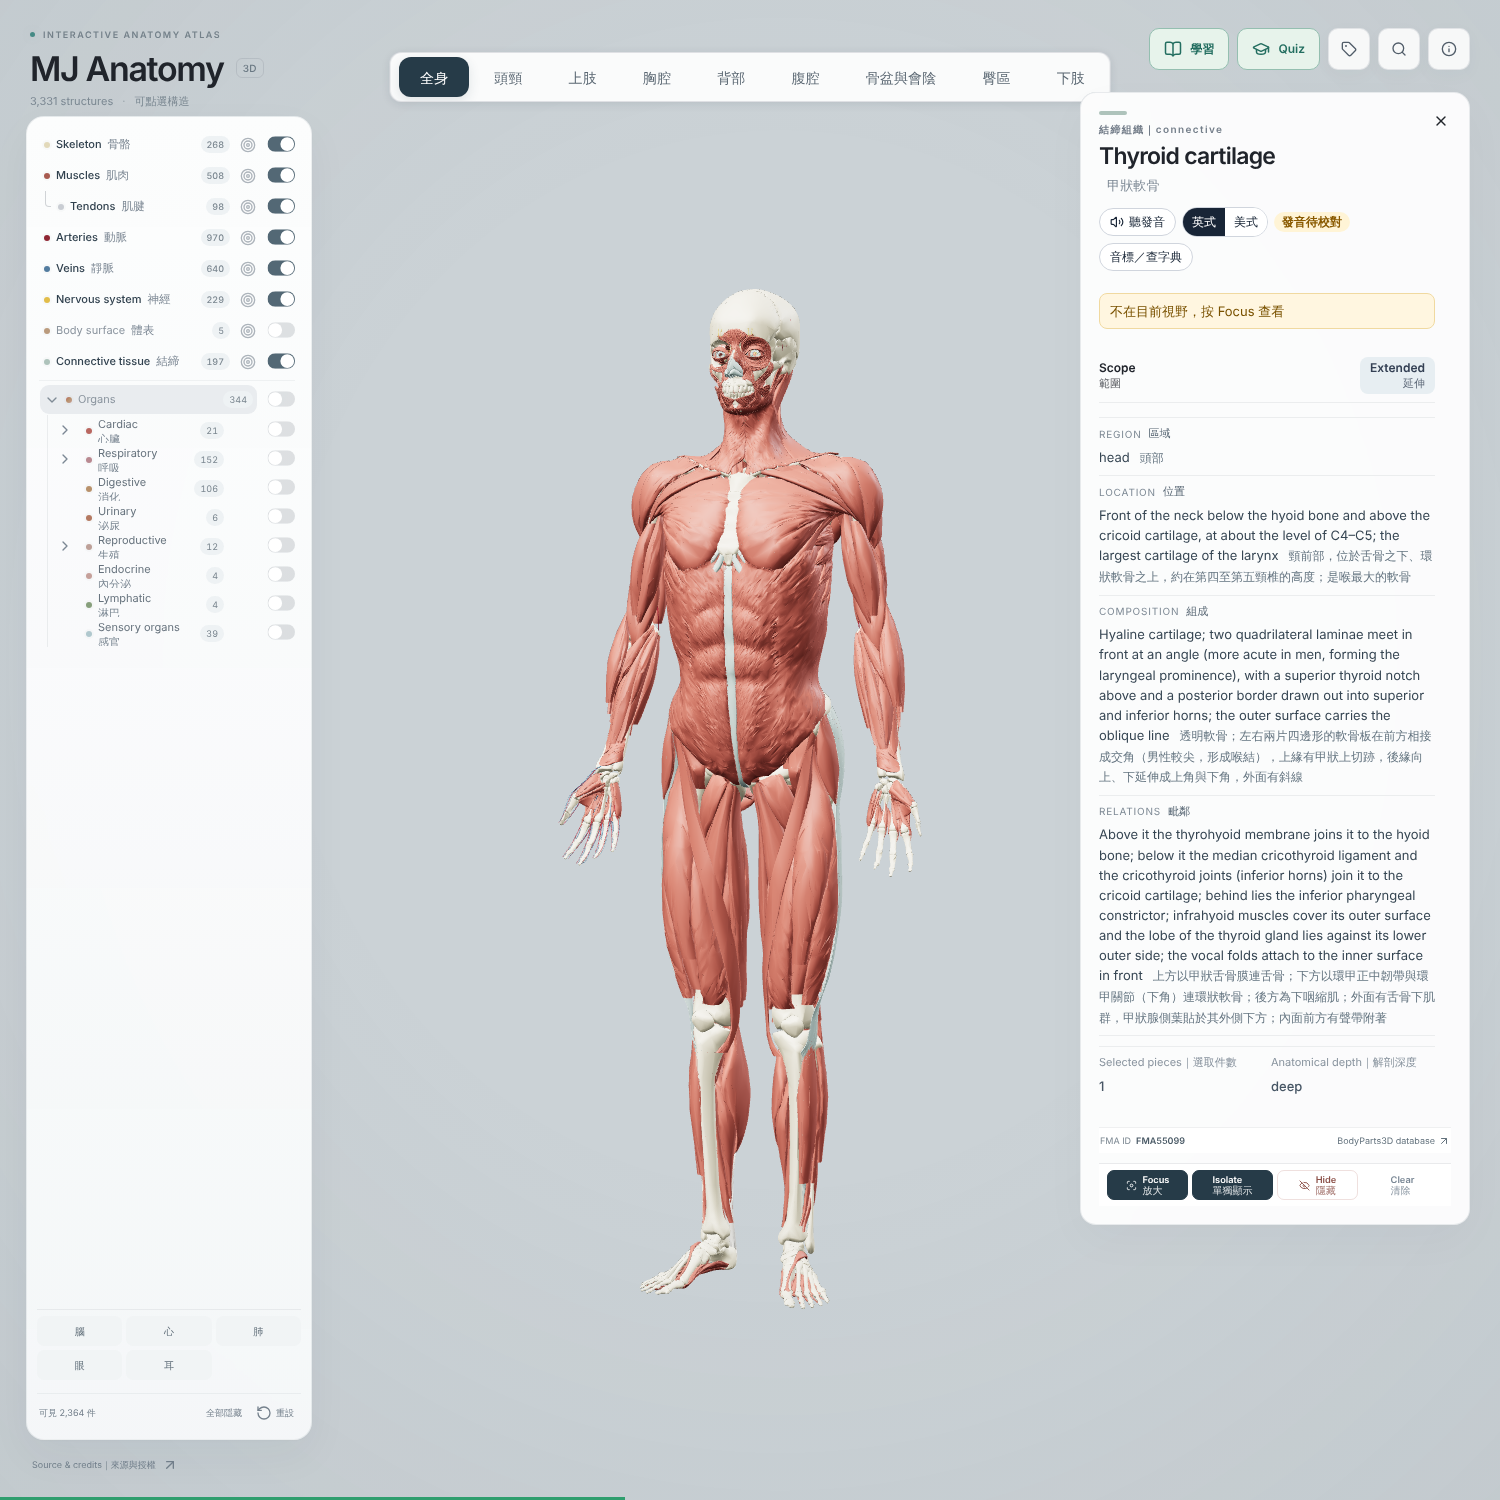 INTERACTIVE ANATOMY ATLAS
MJ Anatomy 3D
3,331 structures · 可點選構造
全身 頭頸 上肢 胸腔 背部 腹腔 骨盆與會陰 臀區 下肢
學習 Quiz
Skeleton 骨骼 268
Muscles 肌肉 508
Tendons 肌腱 98
Arteries 動脈 970
Veins 靜脈 640
Nervous system 神經 229
Body surface 體表 5
Connective tissue 結締 197
Organs 344
Cardiac 21
心臟
Respiratory 152
呼吸
Digestive 106
消化
Urinary 6
泌尿
Reproductive 12
生殖
Endocrine 4
內分泌
Lymphatic 4
淋巴
Sensory organs 39
感官
腦 心 肺
眼 耳
可見 2,364 件 全部隱藏 重設
Source & credits | 來源與授權
結締組織 | connective
Thyroid cartilage
甲狀軟骨
聽發音 英式 美式 發音待校對
音標／查字典
不在目前視野，按 Focus 查看
Scope Extended
範圍 延伸
REGION 區域
head 頭部
LOCATION 位置
Front of the neck below the hyoid bone and above the
cricoid cartilage, at about the level of C4–C5; the
largest cartilage of the larynx 頸前部，位於舌骨之下、環
狀軟骨之上，約在第四至第五頸椎的高度；是喉最大的軟骨
COMPOSITION 組成
Hyaline cartilage; two quadrilateral laminae meet in
front at an angle (more acute in men, forming the
laryngeal prominence), with a superior thyroid notch
above and a posterior border drawn out into superior
and inferior horns; the outer surface carries the
oblique line 透明軟骨；左右兩片四邊形的軟骨板在前方相接
成交角（男性較尖，形成喉結），上緣有甲狀上切跡，後緣向
上、下延伸成上角與下角，外面有斜線
RELATIONS 毗鄰
Above it the thyrohyoid membrane joins it to the hyoid
bone; below it the median cricothyroid ligament and
the cricothyroid joints (inferior horns) join it to the
cricoid cartilage; behind lies the inferior pharyngeal
constrictor; infrahyoid muscles cover its outer surface
and the lobe of the thyroid gland lies against its lower
outer side; the vocal folds attach to the inner surface
in front 上方以甲狀舌骨膜連舌骨；下方以環甲正中韌帶與環
甲關節（下角）連環狀軟骨；後方為下咽縮肌；外面有舌骨下肌
群，甲狀腺側葉貼於其外側下方；內面前方有聲帶附著
Selected pieces | 選取件數 Anatomical depth | 解剖深度
1 deep
FMA ID FMA55099 BodyParts3D database
Focus Isolate Hide Clear
放大 單獨顯示 隱藏 清除